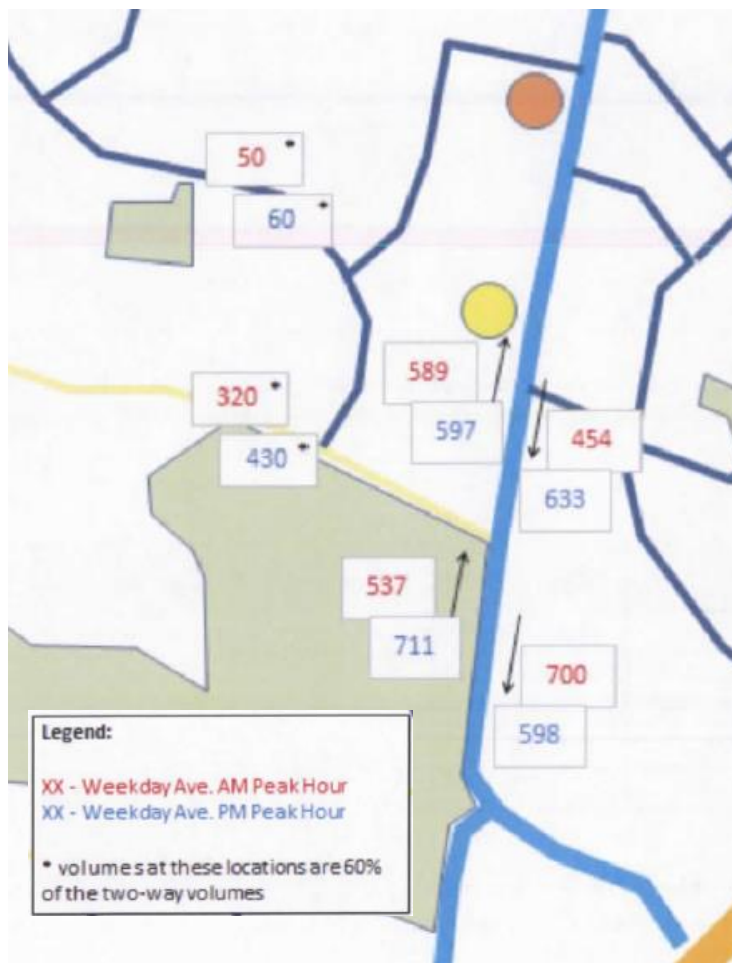 50 *
60 *
320 *
430 *
589
597
454
633
537
711
700
598
Legend:
XX - Weekday Ave. AM Peak Hour
XX - Weekday Ave. PM Peak Hour
* volumes at these locations are 60%
of the two-way volumes